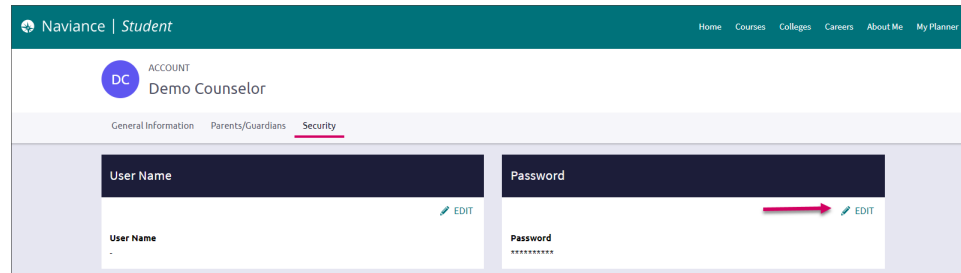 Naviance | Student
Home Courses Colleges Careers About Me My Planner
DC
ACCOUNT
Demo Counselor
General Information Parents/Guardians Security
User Name
EDIT
User Name
-
Password
EDIT
Password
**********